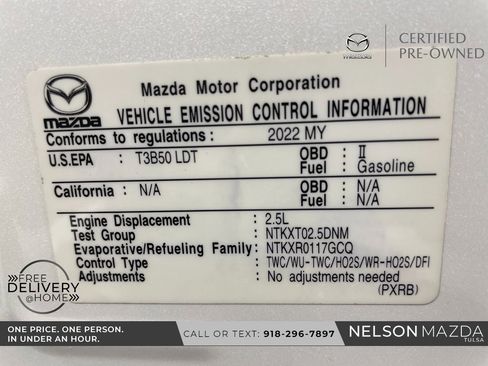 mazda
CERTIFIED
PRE-OWNED
mazda
Mazda Motor Corporation
VEHICLE EMISSION CONTROL INFORMATION
Conforms to regulations : 2022 MY
U.S.EPA : T3B50 LDT OBD : II
Fuel : Gasoline
California : N/A OBD : N/A
Fuel : N/A
Engine Displacement : 2.5L
Test Group : NTKXT02.5DNM
Evaporative/Refueling Family: NTKXR0117GCQ
Control Type : TWC/WU-TWC/HO2S/WR-HO2S/DFI
Adjustments : No adjustments needed
(PXRB)
FREE
DELIVERY
@HOME
ONE PRICE. ONE PERSON.
IN UNDER AN HOUR.
CALL OR TEXT: 918-296-7897
NELSON MAZDA
TULSA